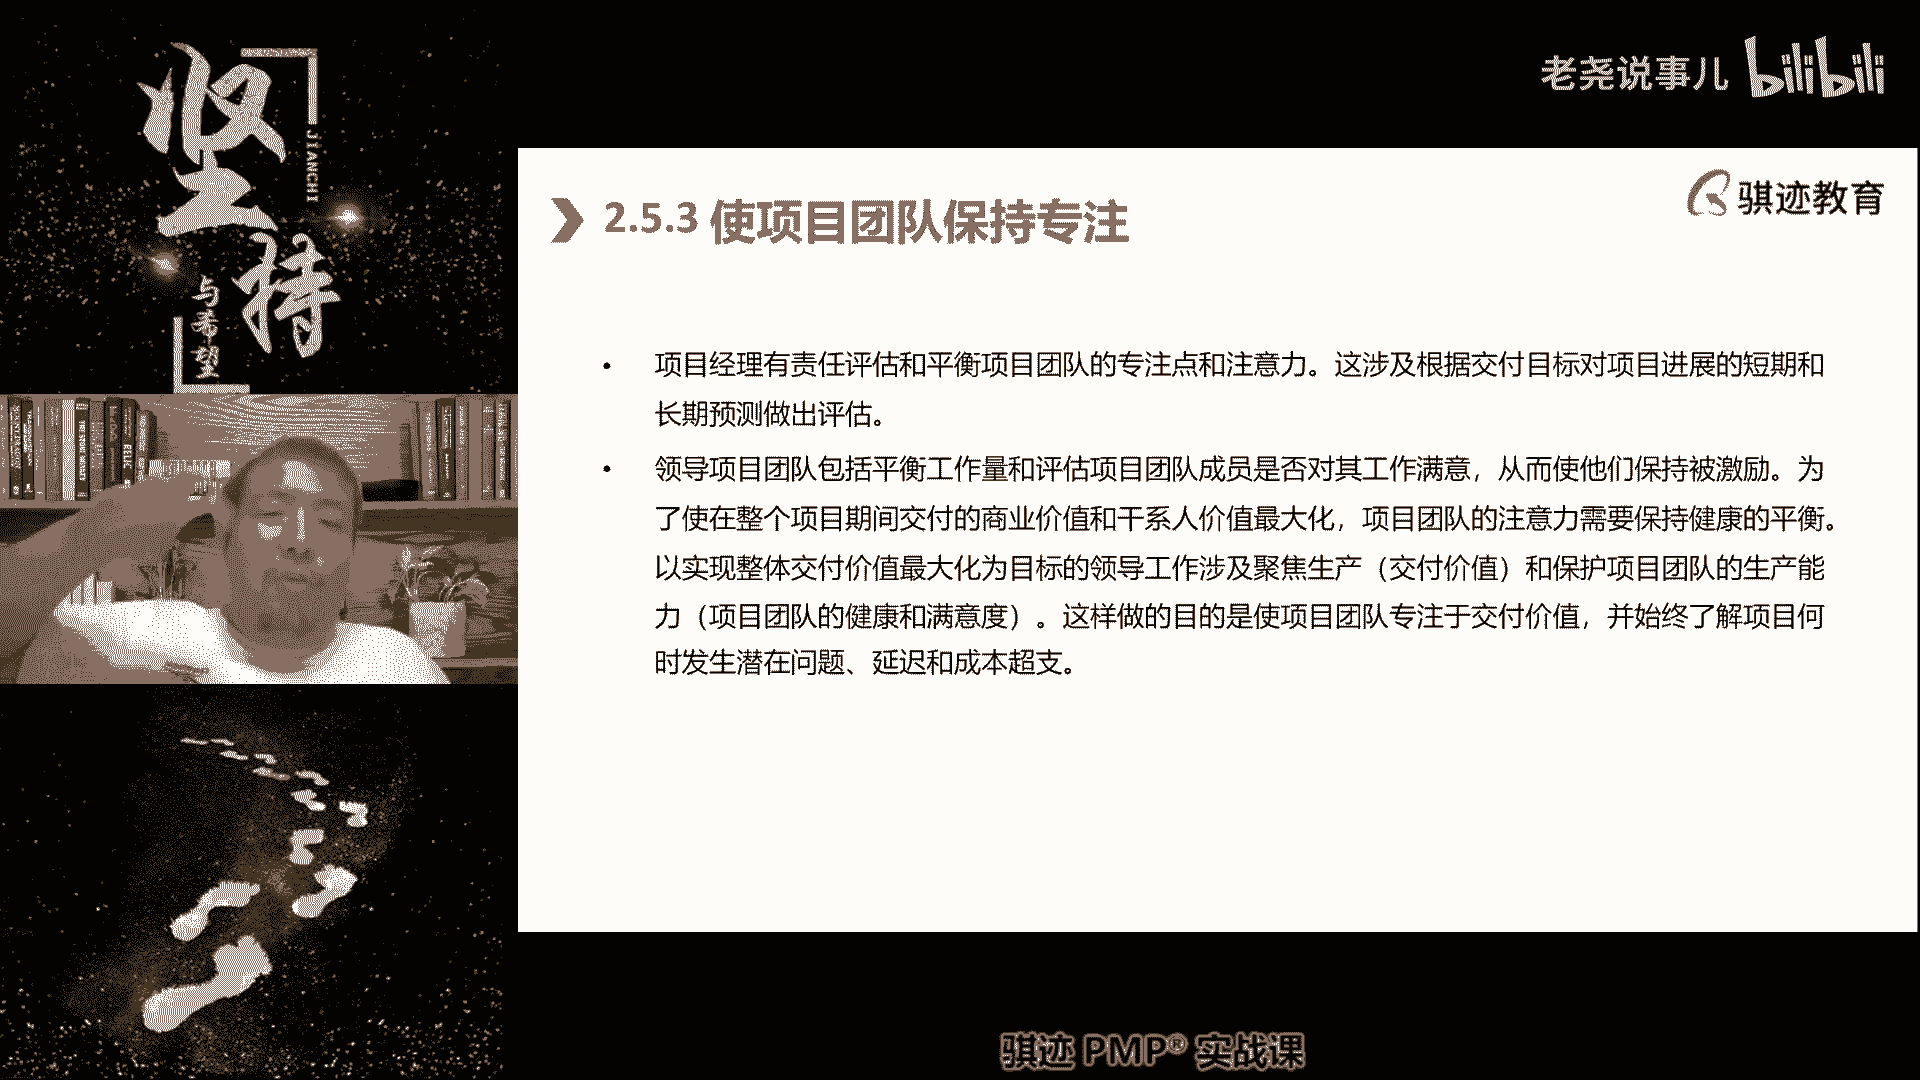 坚持
JIANCHI
与希望
老尧说事儿 bilibili
骐迹教育
2.5.3 使项目团队保持专注
• 项目经理有责任评估和平衡项目团队的专注点和注意力。这涉及根据交付目标对项目进展的短期和
长期预测做出评估。
• 领导项目团队包括平衡工作量和评估项目团队成员是否对其工作满意，从而使他们保持被激励。为
了使在整个项目期间交付的商业价值和干系人价值最大化，项目团队的注意力需要保持健康的平衡。
以实现整体交付价值最大化为目标的领导工作涉及聚焦生产（交付价值）和保护项目团队的生产能
力（项目团队的健康和满意度）。这样做的目的是使项目团队专注于交付价值，并始终了解项目何
时发生潜在问题、延迟和成本超支。
骐迹 PMP® 实战课